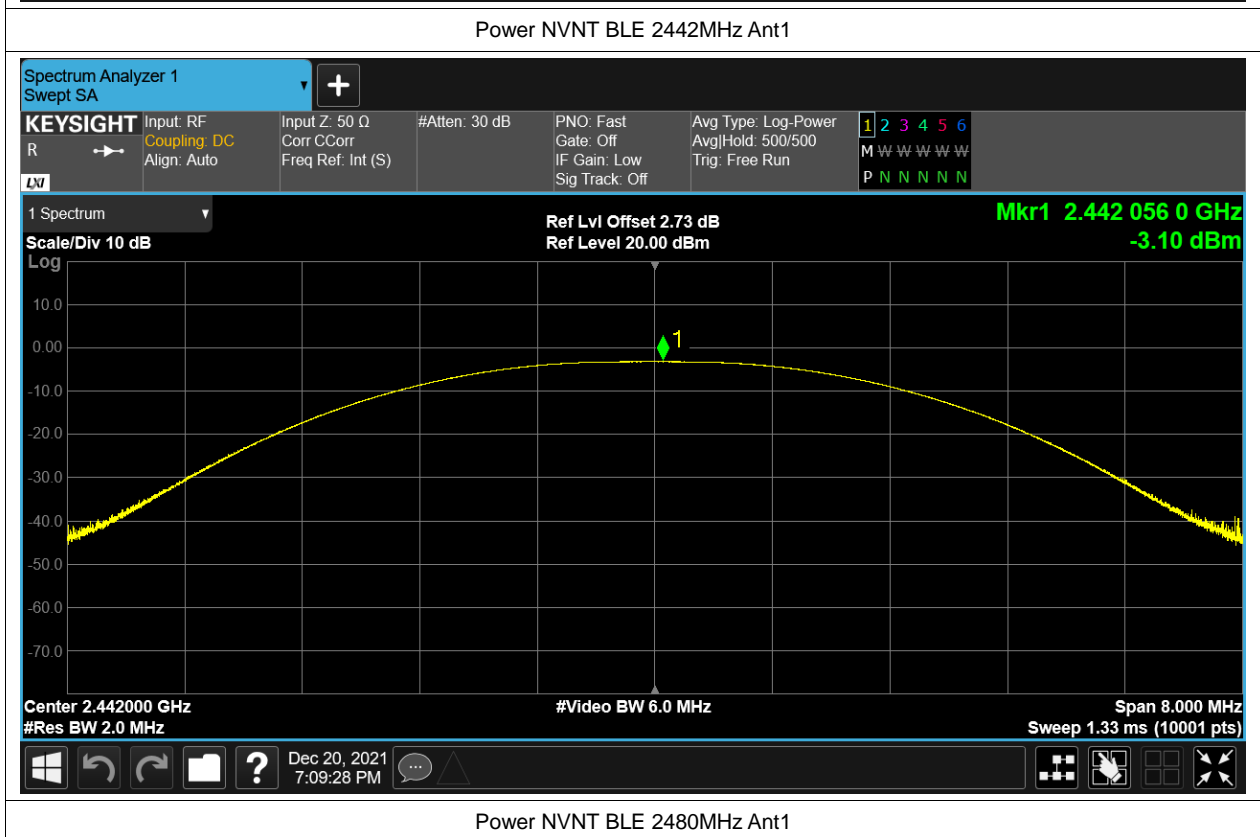 Power NVNT BLE 2442MHz Ant1
Spectrum Analyzer 1
Swept SA
KEYSIGHT
R
LXI
Input: RF
Coupling: DC
Align: Auto
Input Z: 50 Ω
Corr CCorr
Freq Ref: Int (S)
#Atten: 30 dB
PNO: Fast
Gate: Off
IF Gain: Low
Sig Track: Off
Avg Type: Log-Power
Avg|Hold: 500/500
Trig: Free Run
1 2 3 4 5 6
M W W W W W
P N N N N N N
1 Spectrum
Scale/Div 10 dB
Ref Lvl Offset 2.73 dB
Ref Level 20.00 dBm
Mkr1 2.442 056 0 GHz
-3.10 dBm
Log
10.0
0.00
-10.0
-20.0
-30.0
-40.0
-50.0
-60.0
-70.0
1
Center 2.442000 GHz
#Video BW 6.0 MHz
Span 8.000 MHz
#Res BW 2.0 MHz
Sweep 1.33 ms (10001 pts)
?
Dec 20, 2021
7:09:28 PM
Power NVNT BLE 2480MHz Ant1